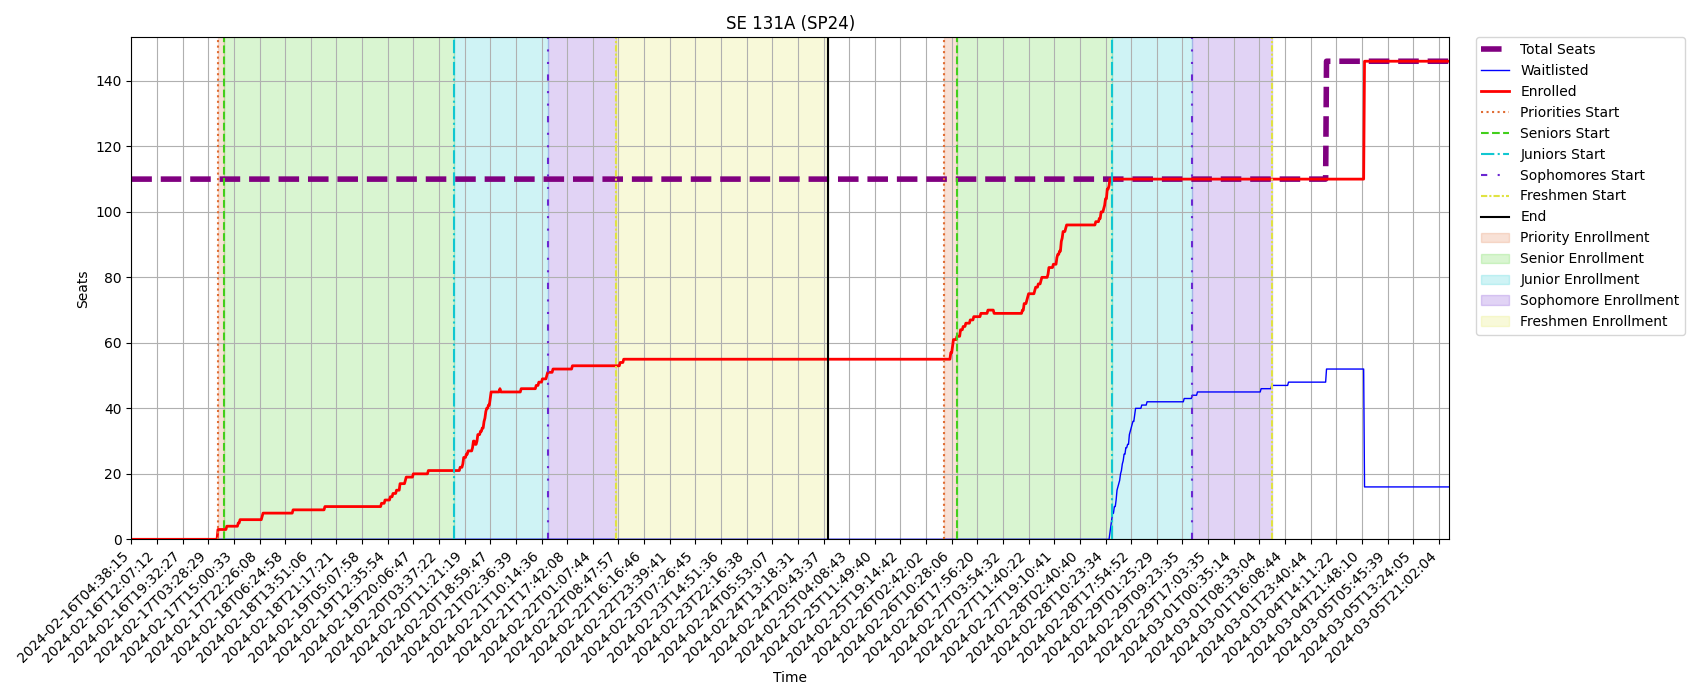 SE 131A (SP24)
140
120
100
80
60
40
20
0
Seats
2024-02-16T04:38:15
2024-02-16T12:07:12
2024-02-16T19:32:27
2024-02-17T03:28:29
2024-02-17T15:00:33
2024-02-17T22:26:08
2024-02-18T06:24:58
2024-02-18T13:51:06
2024-02-18T21:17:21
2024-02-19T05:07:58
2024-02-19T12:35:54
2024-02-19T20:06:47
2024-02-20T03:37:22
2024-02-20T11:21:19
2024-02-20T18:59:47
2024-02-21T02:36:39
2024-02-21T10:14:36
2024-02-21T17:42:08
2024-02-22T01:07:44
2024-02-22T08:47:57
2024-02-22T16:16:46
2024-02-22T23:39:41
2024-02-23T07:26:45
2024-02-23T14:51:36
2024-02-23T22:16:38
2024-02-24T05:53:07
2024-02-24T13:18:31
2024-02-24T20:43:37
2024-02-25T04:08:43
2024-02-25T11:49:40
2024-02-25T19:14:42
2024-02-26T02:42:02
2024-02-26T10:28:06
2024-02-26T17:56:20
2024-02-27T03:54:32
2024-02-27T11:40:22
2024-02-27T19:10:41
2024-02-28T02:40:40
2024-02-28T10:23:34
2024-02-28T17:54:52
2024-02-29T01:25:29
2024-02-29T09:23:35
2024-02-29T17:03:35
2024-03-01T00:35:14
2024-03-01T08:33:04
2024-03-01T16:08:44
2024-03-01T23:40:44
2024-03-04T14:11:22
2024-03-04T21:48:10
2024-03-05T05:45:39
2024-03-05T13:24:05
2024-03-05T21:02:04
Time
Total Seats
Waitlisted
Enrolled
Priorities Start
Seniors Start
Juniors Start
Sophomores Start
Freshmen Start
End
Priority Enrollment
Senior Enrollment
Junior Enrollment
Sophomore Enrollment
Freshmen Enrollment